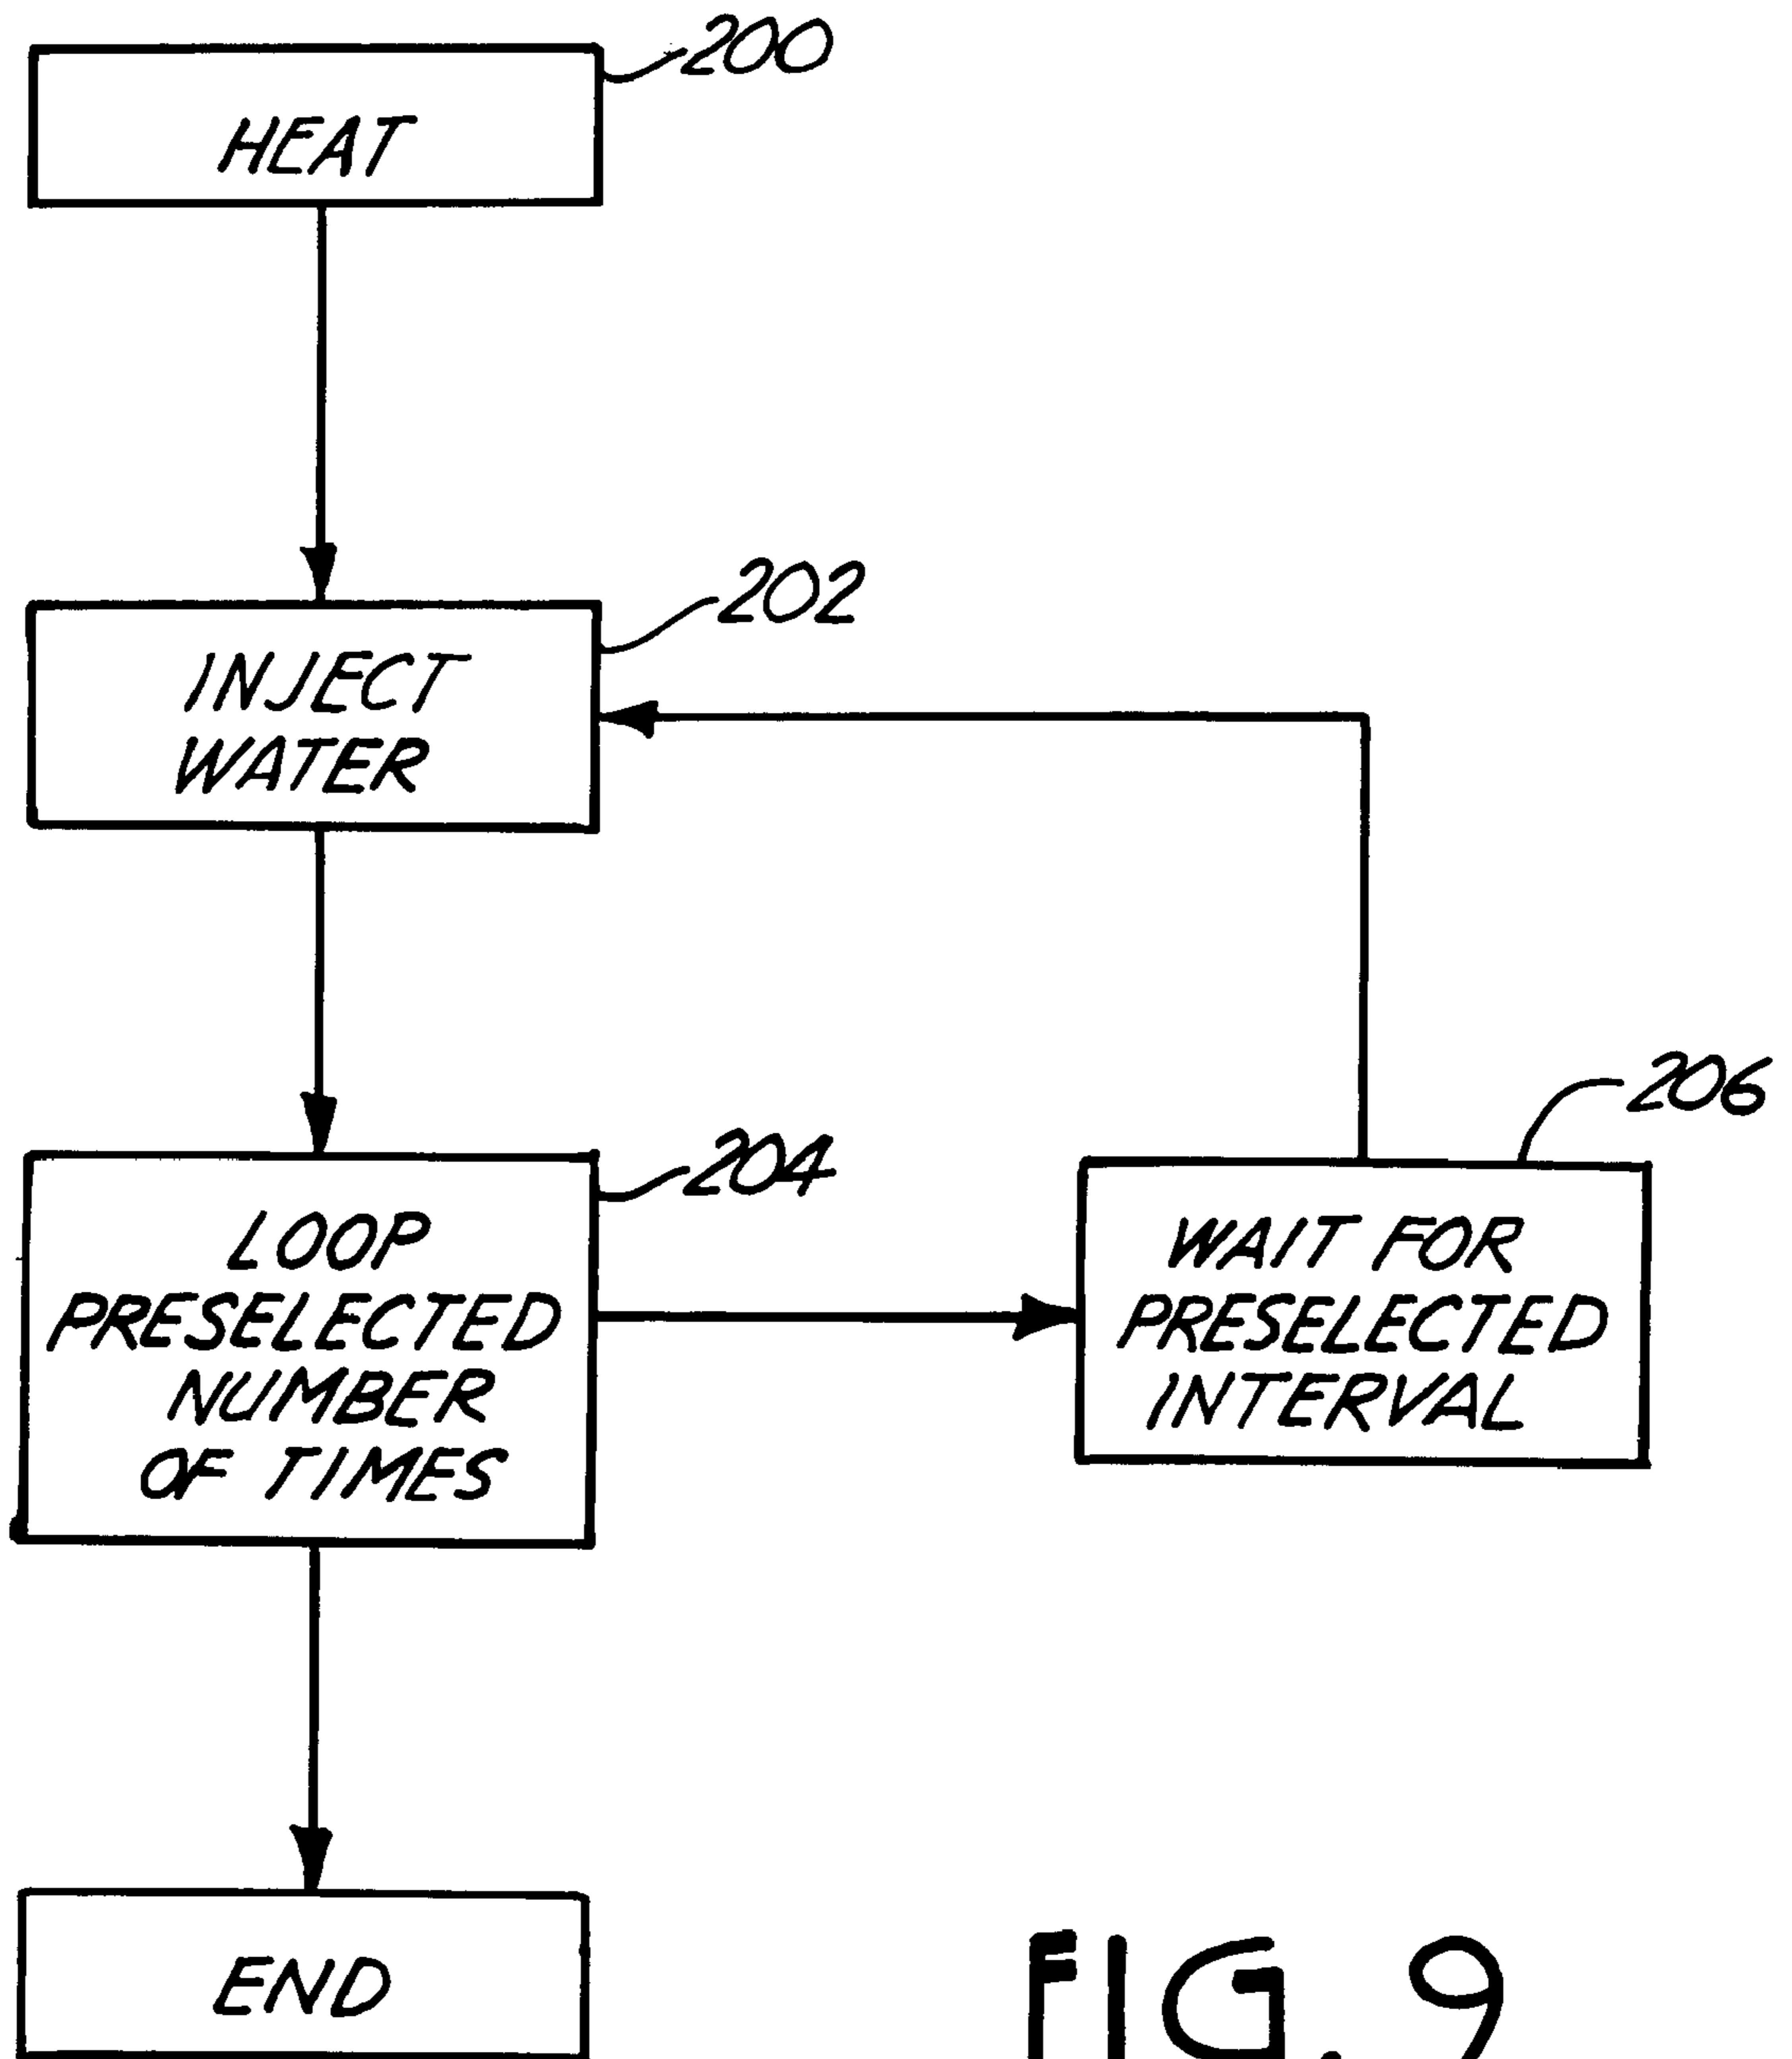 200
HEAT
202
INJECT
WATER
204
LOOP
PRESELECTED
NUMBER
OF TIMES
206
WAIT FOR
PRESELECTED
INTERVAL
END
FIG. 9